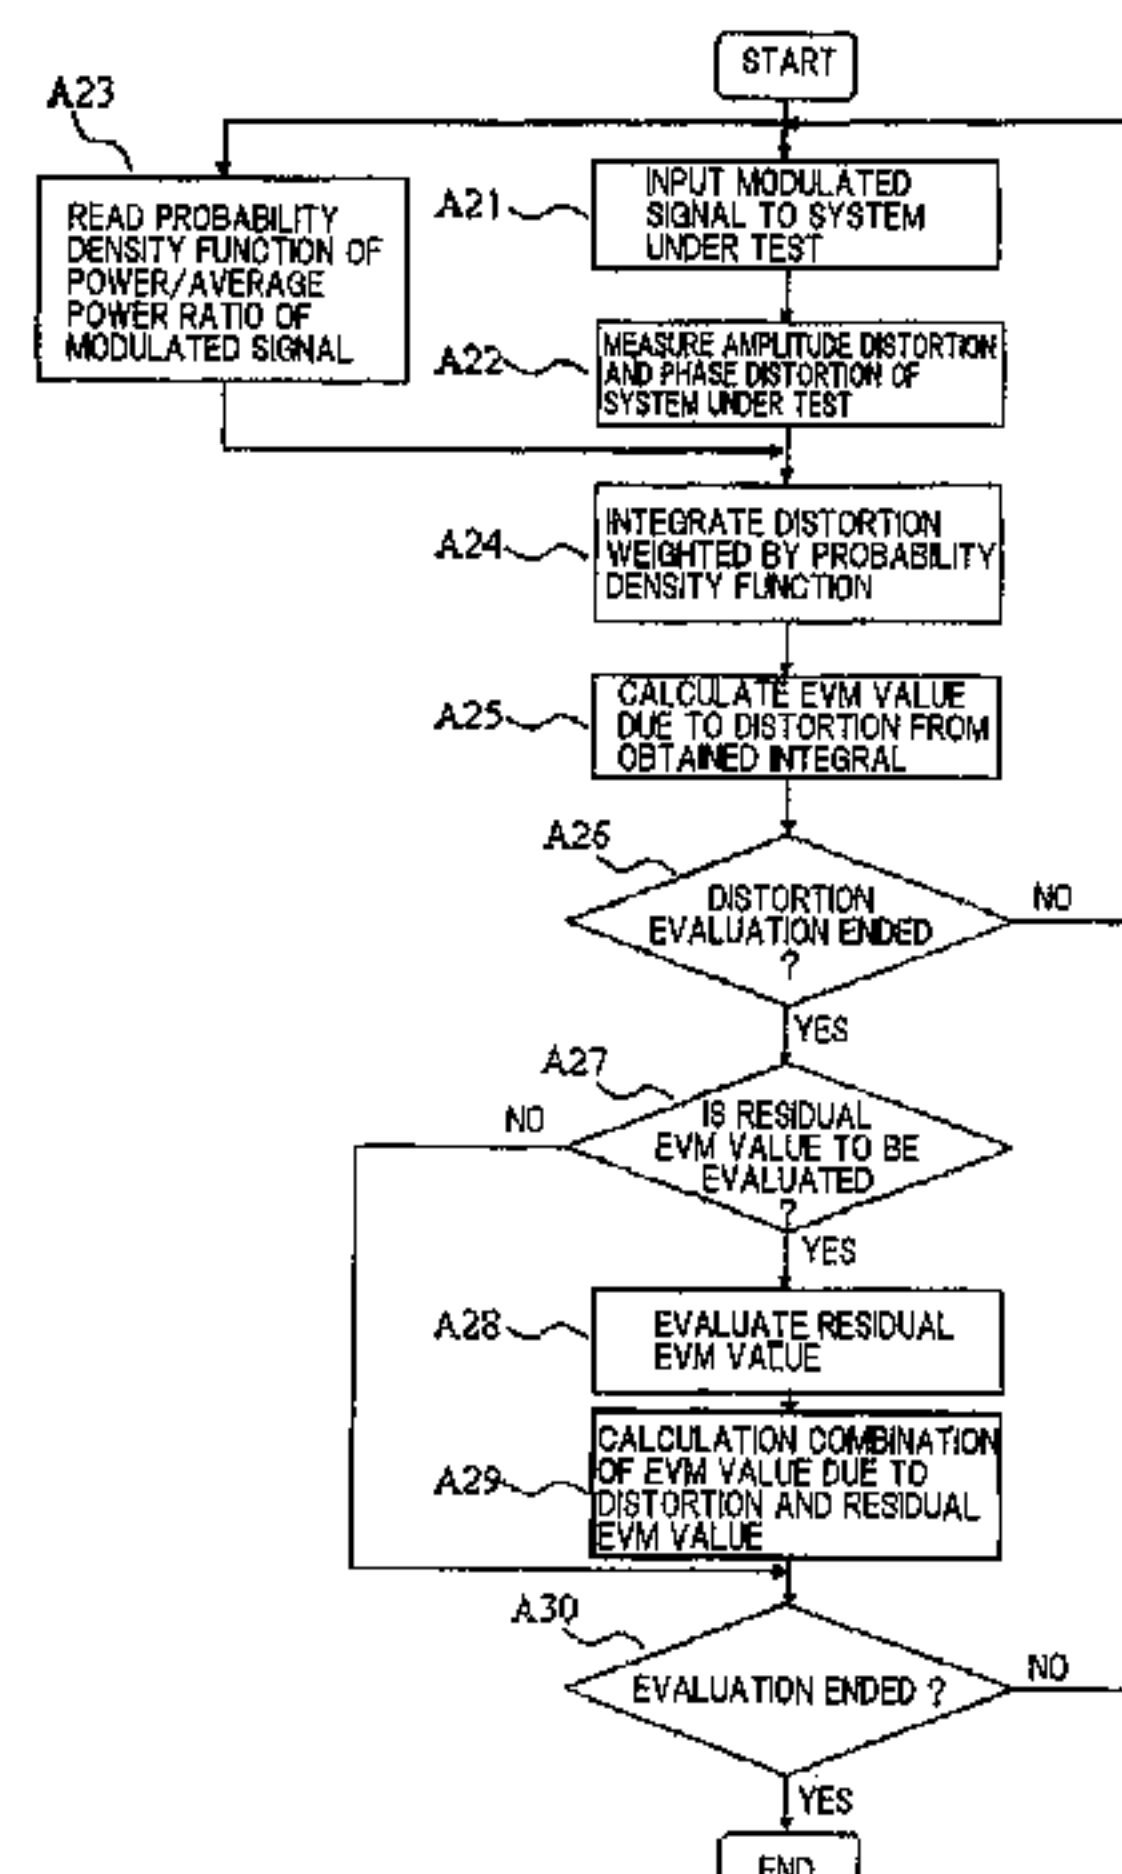 START
A23
READ PROBABILITY
DENSITY FUNCTION OF
POWER/AVERAGE
POWER RATIO OF
MODULATED SIGNAL
A21
INPUT MODULATED
SIGNAL TO SYSTEM
UNDER TEST
A22
MEASURE AMPLITUDE DISTORTION
AND PHASE DISTORTION OF
SYSTEM UNDER TEST
A24
INTEGRATE DISTORTION
WEIGHTED BY PROBABILITY
DENSITY FUNCTION
A25
CALCULATE EVM VALUE
DUE TO DISTORTION FROM
OBTAINED INTEGRAL
A26
DISTORTION
EVALUATION ENDED
?
NO
YES
A27
NO
IS RESIDUAL
EVM VALUE TO BE
EVALUATED
?
YES
A28
EVALUATE RESIDUAL
EVM VALUE
A29
CALCULATION COMBINATION
OF EVM VALUE DUE TO
DISTORTION AND RESIDUAL
EVM VALUE
A30
EVALUATION ENDED ?
NO
YES
END